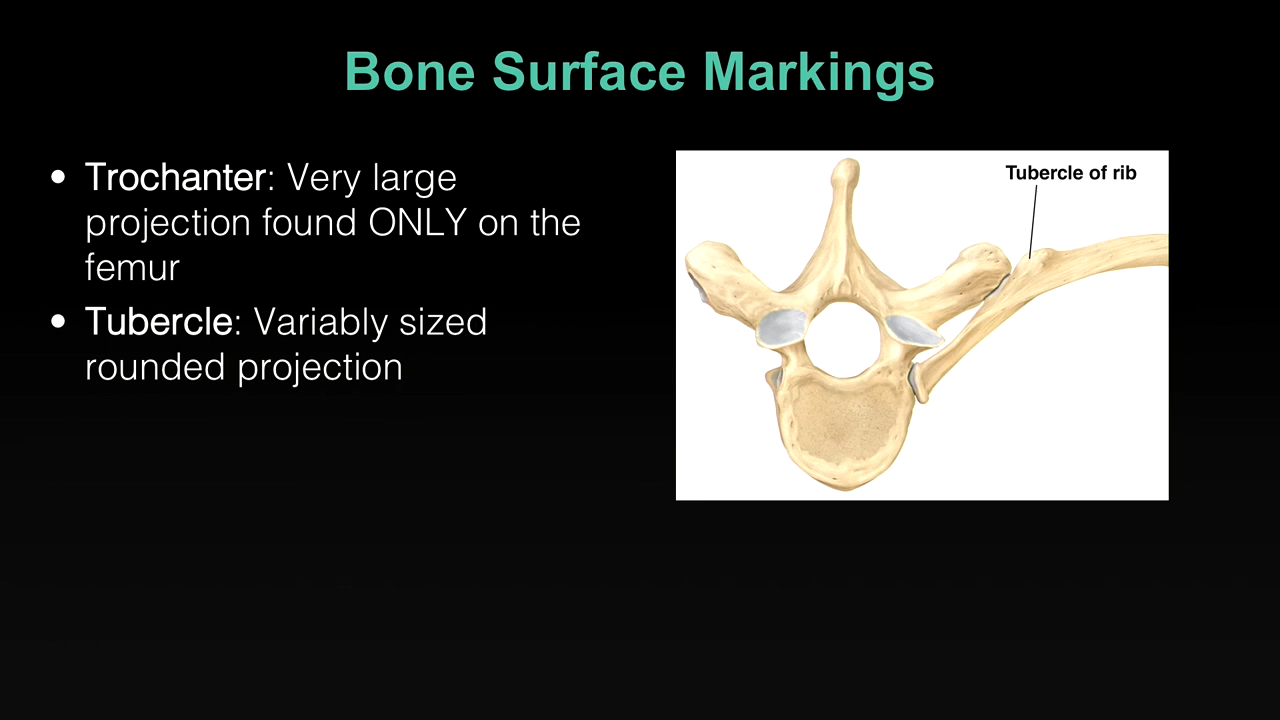 Bone Surface Markings
• Trochanter: Very large
projection found ONLY on the
femur
• Tubercle: Variably sized
rounded projection
Tubercle of rib